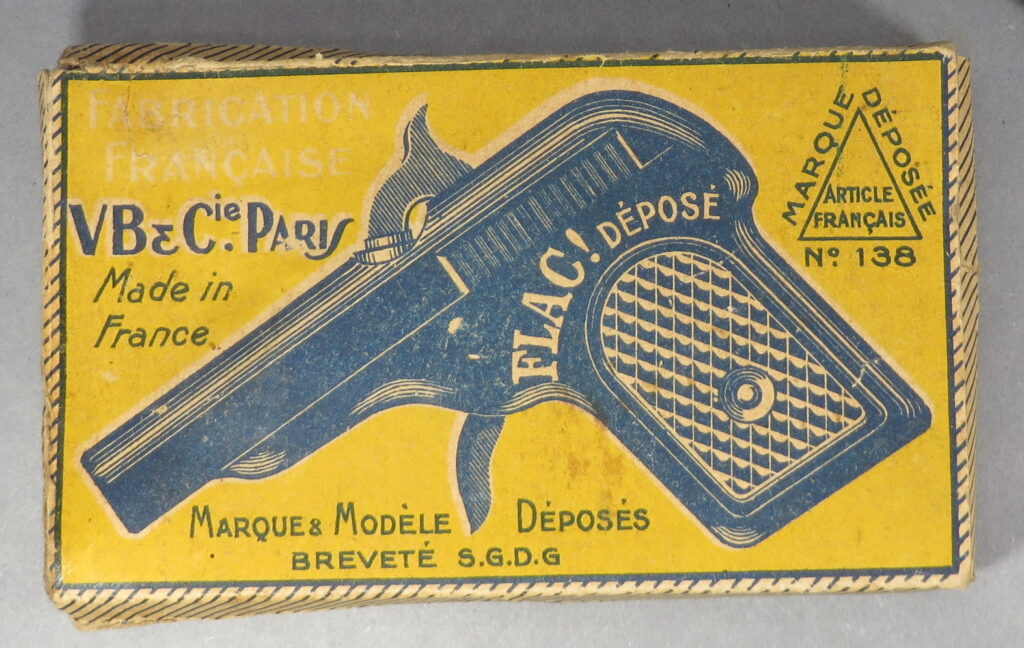 FABRICATION
FRANÇAISE
VB & Cie. PARIS
Made in
France
FLAC! DÉPOSÉ
MARQUE DÉPOSÉE
ARTICLE
FRANÇAIS
No 138
MARQUE & MODÈLE DÉPOSÉS
BREVETÉ S.G.D.G